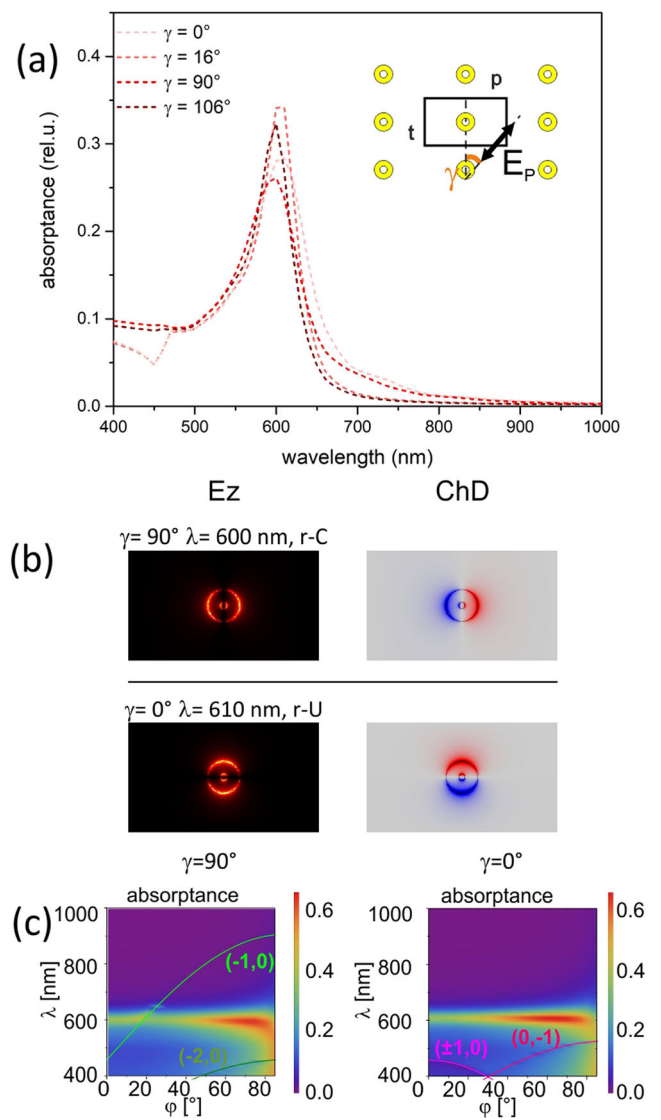 (a)
γ = 0°
γ = 16°
γ = 90°
γ = 106°
p
t
γ
E_P
absorptance (rel.u.)
0.4
0.3
0.2
0.1
0.0
400 500 600 700 800 900 1000
wavelength (nm)
Ez ChD
(b)
γ= 90° λ= 600 nm, r-C
γ= 0° λ= 610 nm, r-U
γ=90° γ=0°
(c)
absorptance absorptance
λ [nm]
1000
800
600
400
(-1,0)
(-2,0)
0 20 40 60 80
φ [°]
0.6
0.4
0.2
0.0
λ [nm]
1000
800
600
400
(±1,0)
(0,-1)
0 20 40 60 80
φ [°]
0.6
0.4
0.2
0.0